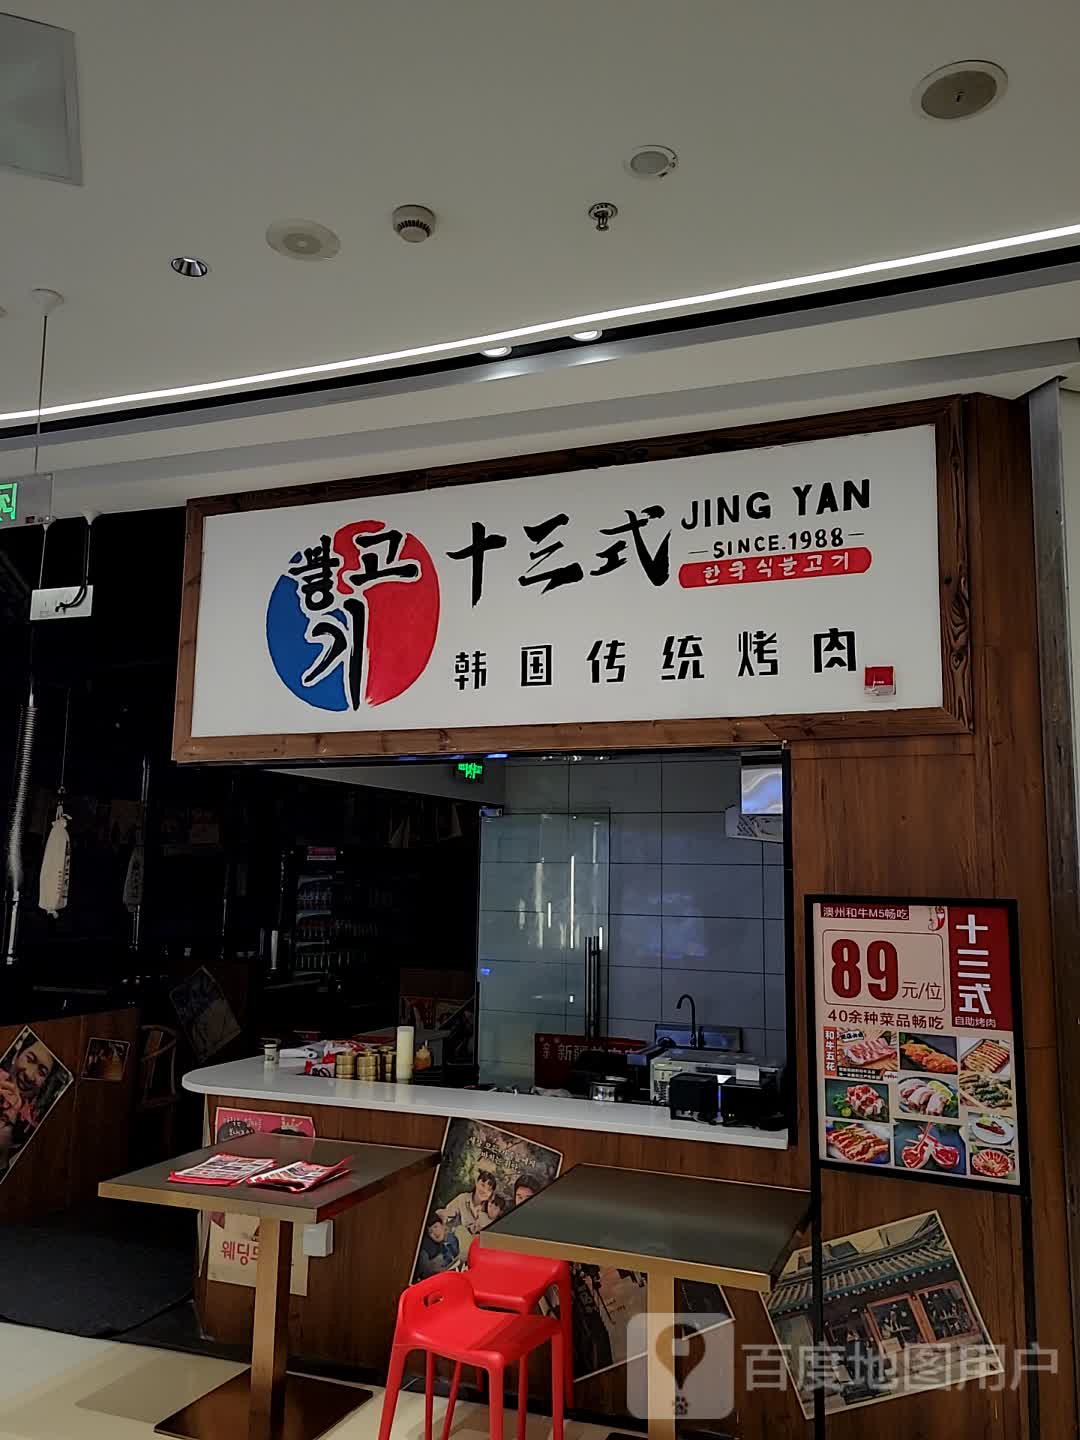 불고기
十三式
JING YAN
SINCE.1988
한국식불고기
韩国传统烤肉
澳州和牛M5畅吃
89元/位
40余种菜品畅吃
十三式
自助烤肉
和牛五花
웨딩드
百度地图用户